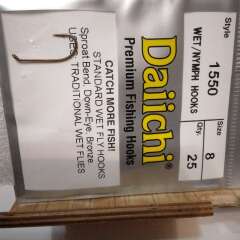 Style
1550
WET/NYMPH HOOKS
Size
8
Qty.
25
Daiichi®
Premium Fishing Hooks
CATCH MORE FISH!
STANDARD WET FLY HOOKS
Sproat Bend, Down-Eye, Bronze
USES: TRADITIONAL WET FLIES